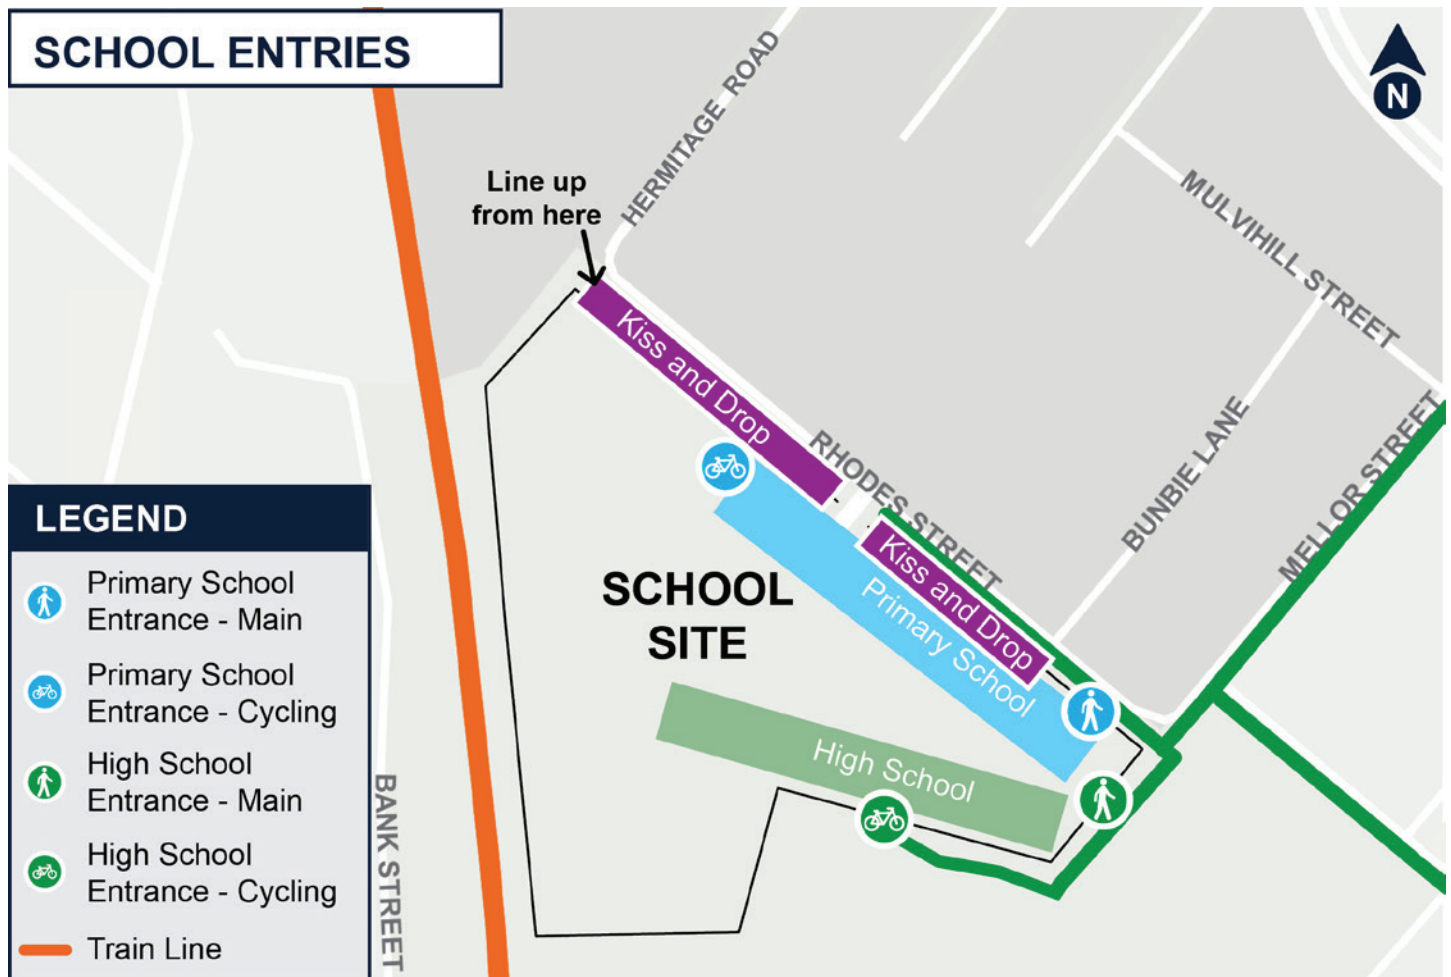 SCHOOL ENTRIES
N
HERMITAGE ROAD
Line up
from here
MULVIHILL STREET
Kiss and Drop
RHODES STREET
BUNBIE LANE
MELLOR STREET
Kiss and Drop
Primary School
SCHOOL
SITE
High School
BANK STREET
LEGEND
Primary School
Entrance - Main
Primary School
Entrance - Cycling
High School
Entrance - Main
High School
Entrance - Cycling
Train Line